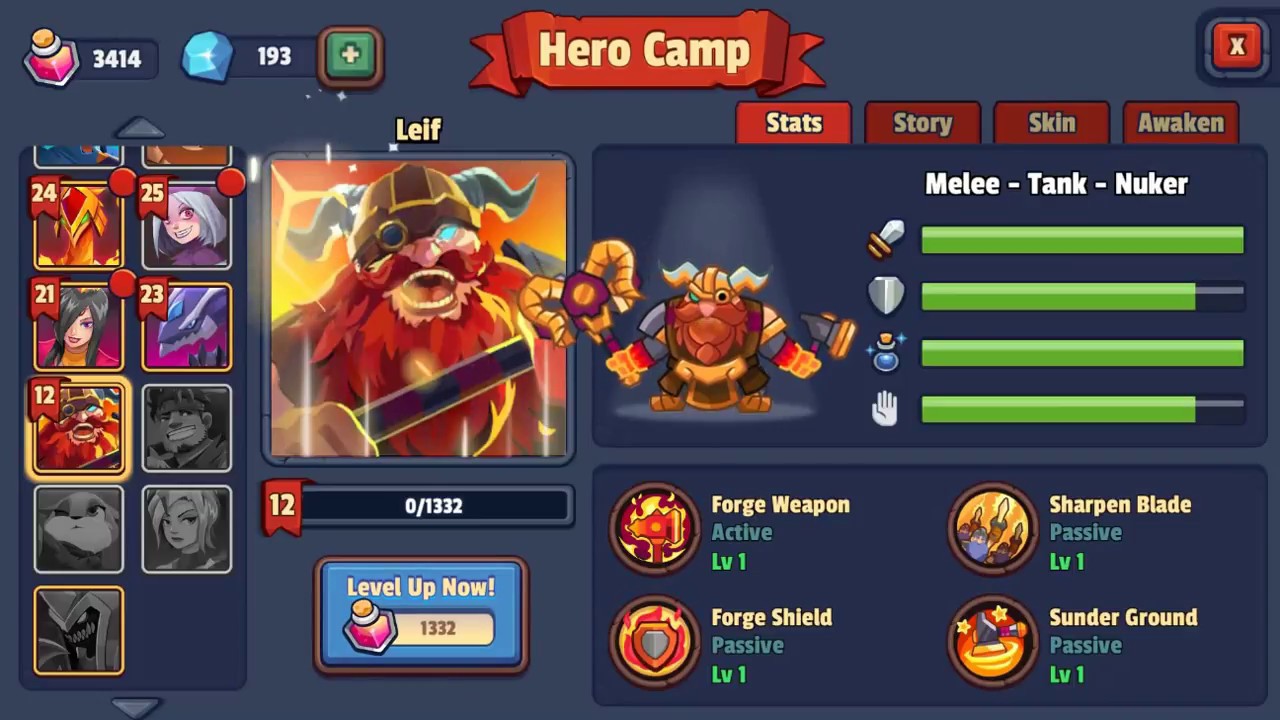 3414
193
Hero Camp
X
Leif
Stats
Story
Skin
Awaken
24
25
21
23
12
Melee - Tank - Nuker
12
0/1332
Level Up Now!
1332
Forge Weapon
Active
Lv 1
Sharpen Blade
Passive
Lv 1
Forge Shield
Passive
Lv 1
Sunder Ground
Passive
Lv 1